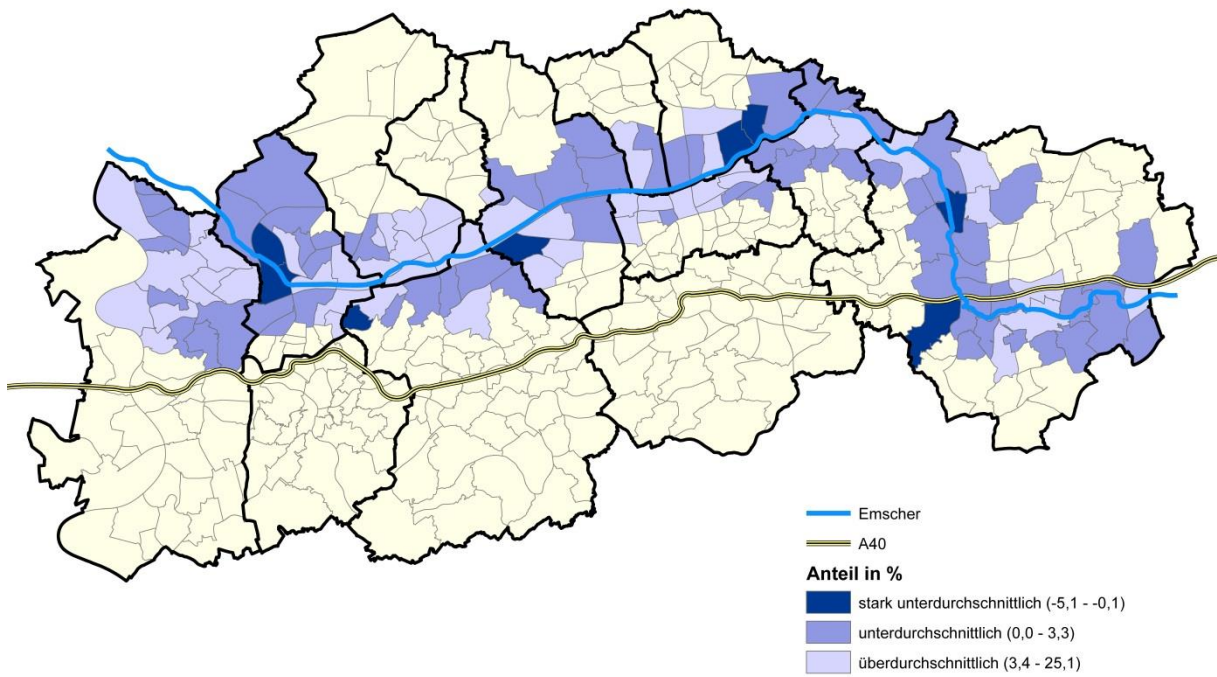 Emscher
A40
Anteil in %
stark unterdurchschnittlich (-5,1 - -0,1)
unterdurchschnittlich (0,0 - 3,3)
überdurchschnittlich (3,4 - 25,1)